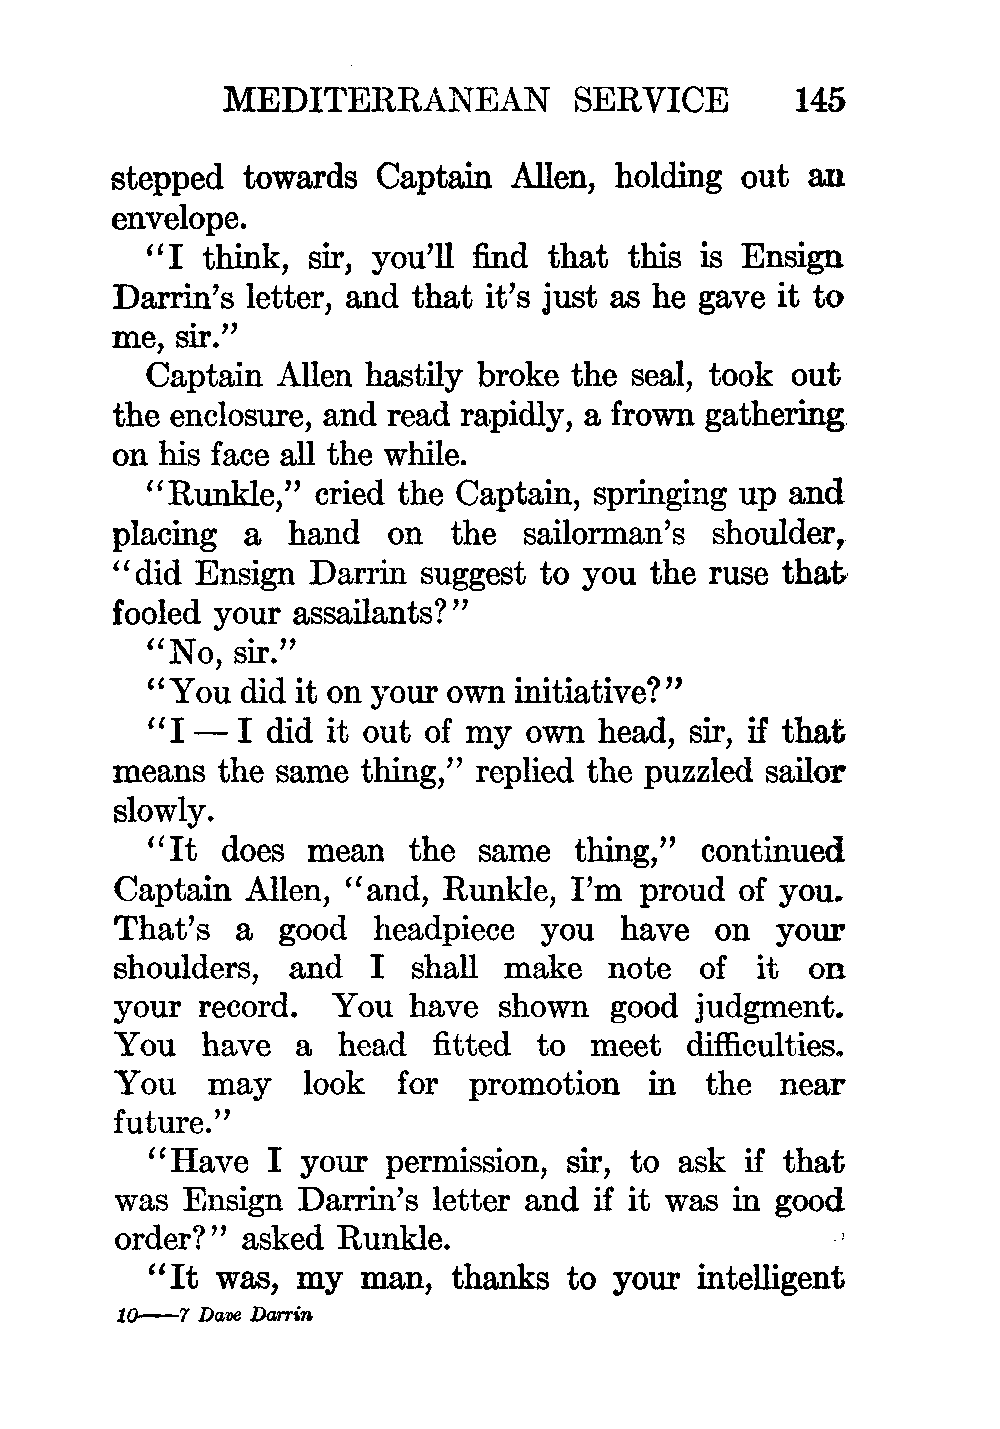 MEDITERRANEAN SERVICE 145
stepped towards Captain Allen, holding out an
envelope.
“I think, sir, you’ll find that this is Ensign
Darrin’s letter, and that it’s just as he gave it to
me, sir.”
Captain Allen hastily broke the seal, took out
the enclosure, and read rapidly, a frown gathering
on his face all the while.
“Runkle,” cried the Captain, springing up and
placing a hand on the sailorman’s shoulder,
“did Ensign Darrin suggest to you the ruse that
fooled your assailants?”
“No, sir.”
“You did it on your own initiative?”
“I — I did it out of my own head, sir, if that
means the same thing,” replied the puzzled sailor
slowly.
“It does mean the same thing,” continued
Captain Allen, “and, Runkle, I’m proud of you.
That’s a good headpiece you have on your
shoulders, and I shall make note of it on
your record. You have shown good judgment.
You have a head fitted to meet difficulties.
You may look for promotion in the near
future.”
“Have I your permission, sir, to ask if that
was Ensign Darrin’s letter and if it was in good
order?” asked Runkle.
“It was, my man, thanks to your intelligent
10——7 Dave Darrin